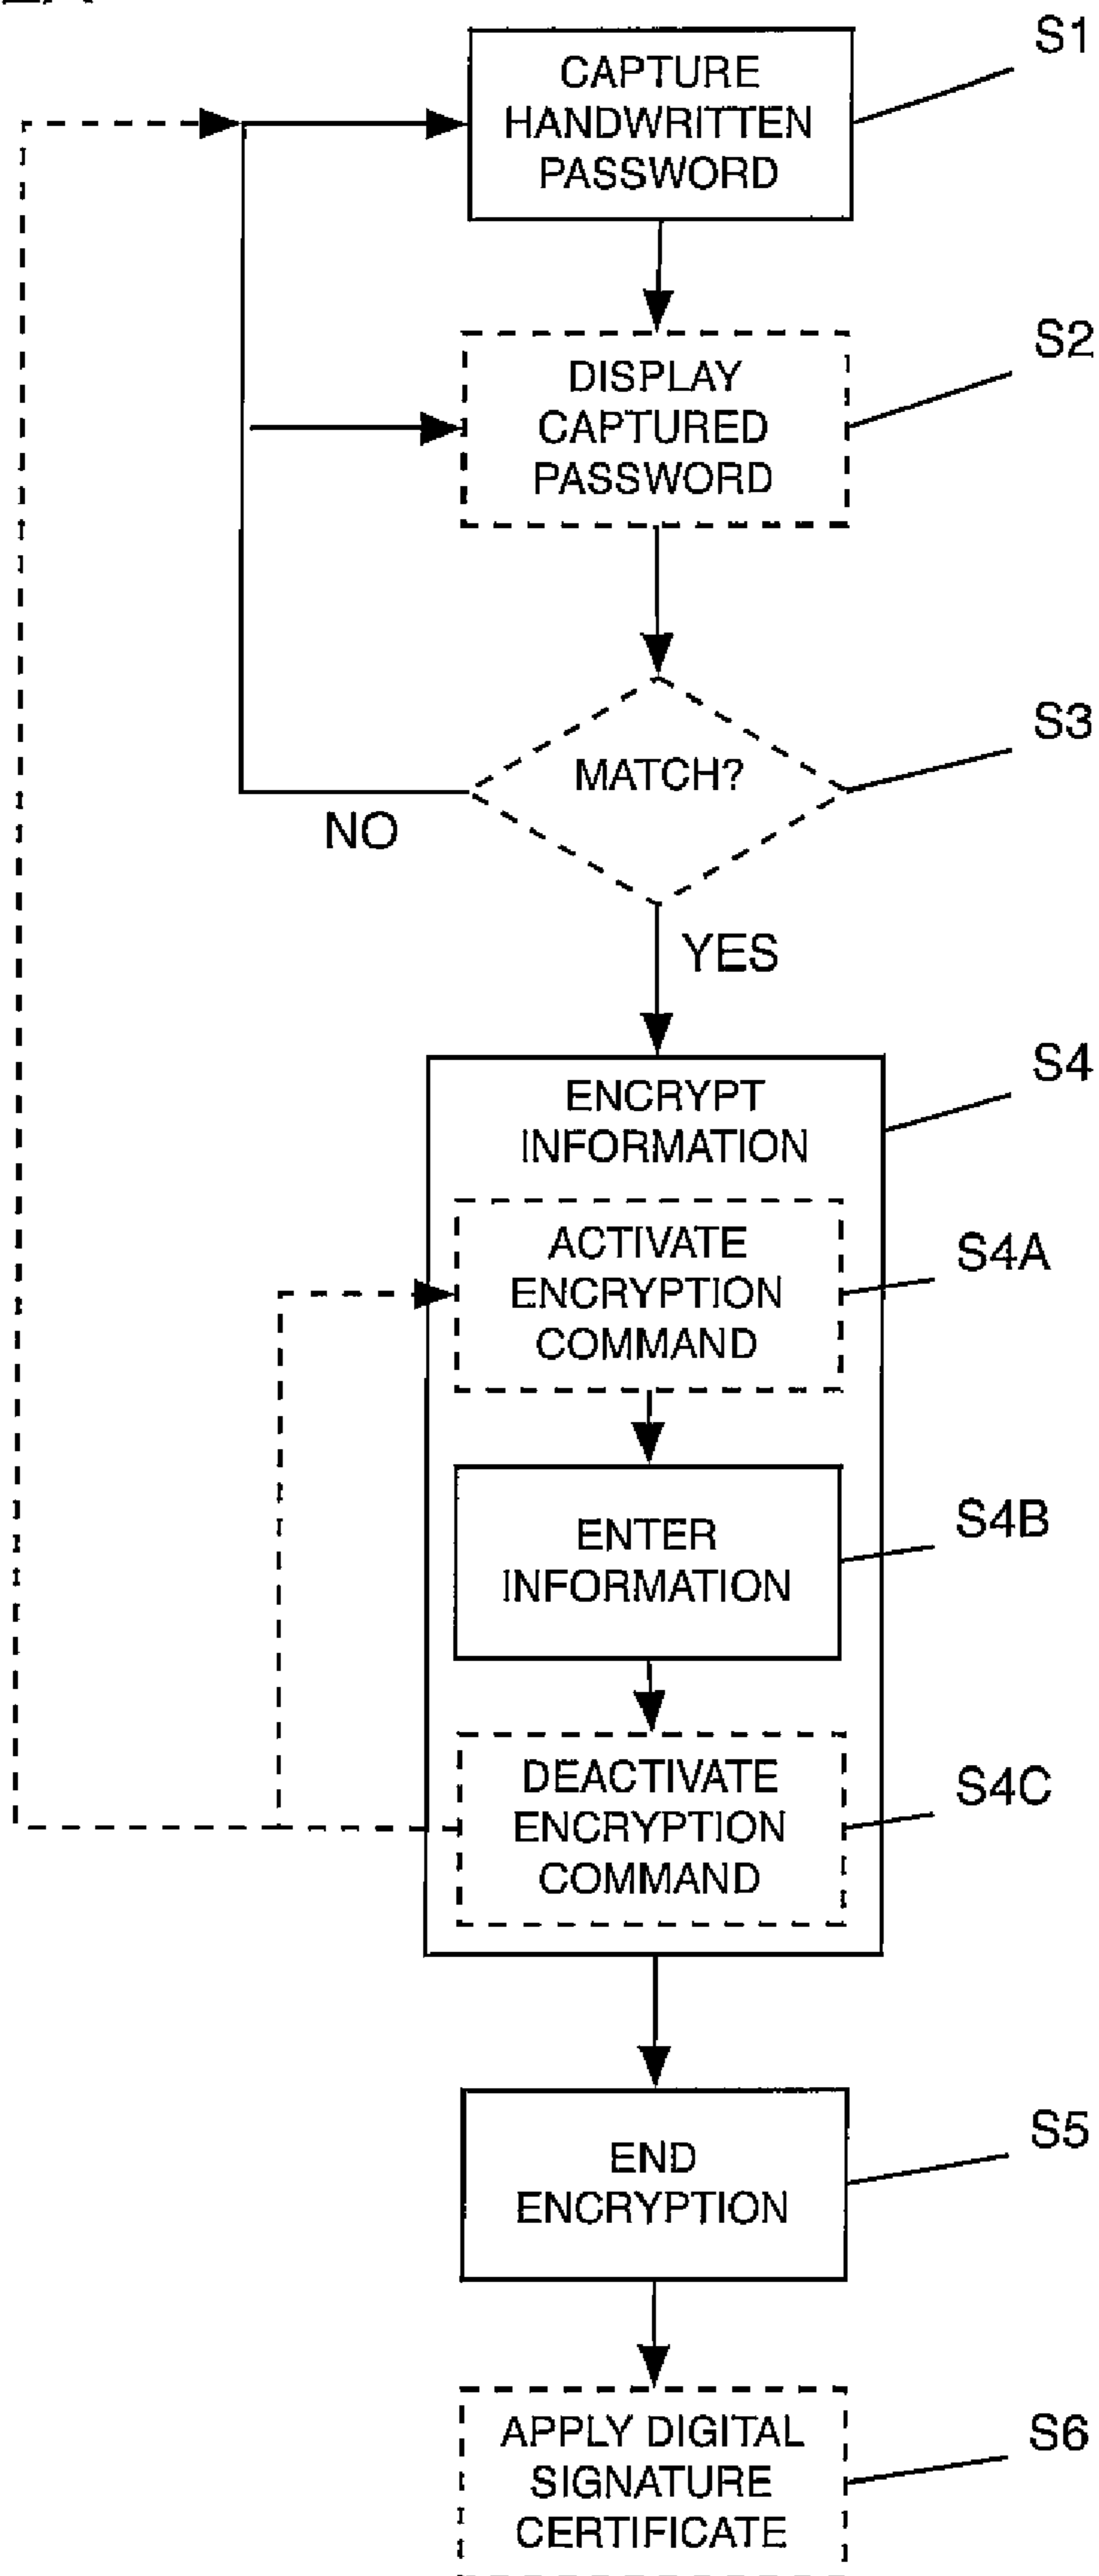 CAPTURE
HANDWRITTEN
PASSWORD
S1
DISPLAY
CAPTURED
PASSWORD
S2
MATCH?
S3
NO
YES
ENCRYPT
INFORMATION
S4
ACTIVATE
ENCRYPTION
COMMAND
S4A
ENTER
INFORMATION
S4B
DEACTIVATE
ENCRYPTION
COMMAND
S4C
END
ENCRYPTION
S5
APPLY DIGITAL
SIGNATURE
CERTIFICATE
S6